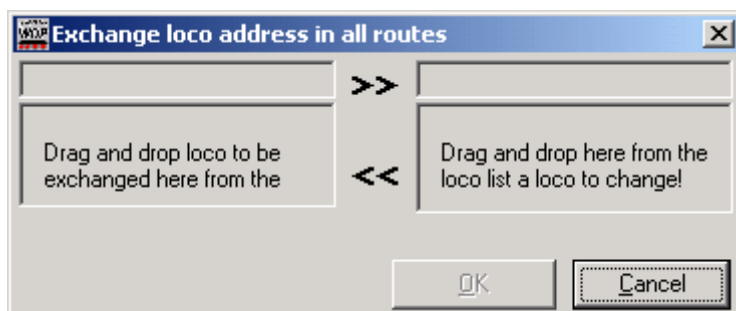 Exchange loco address in all routes
>>
Drag and drop loco to be
exchanged here from the
<<
Drag and drop here from the
loco list a loco to change!
OK
Cancel